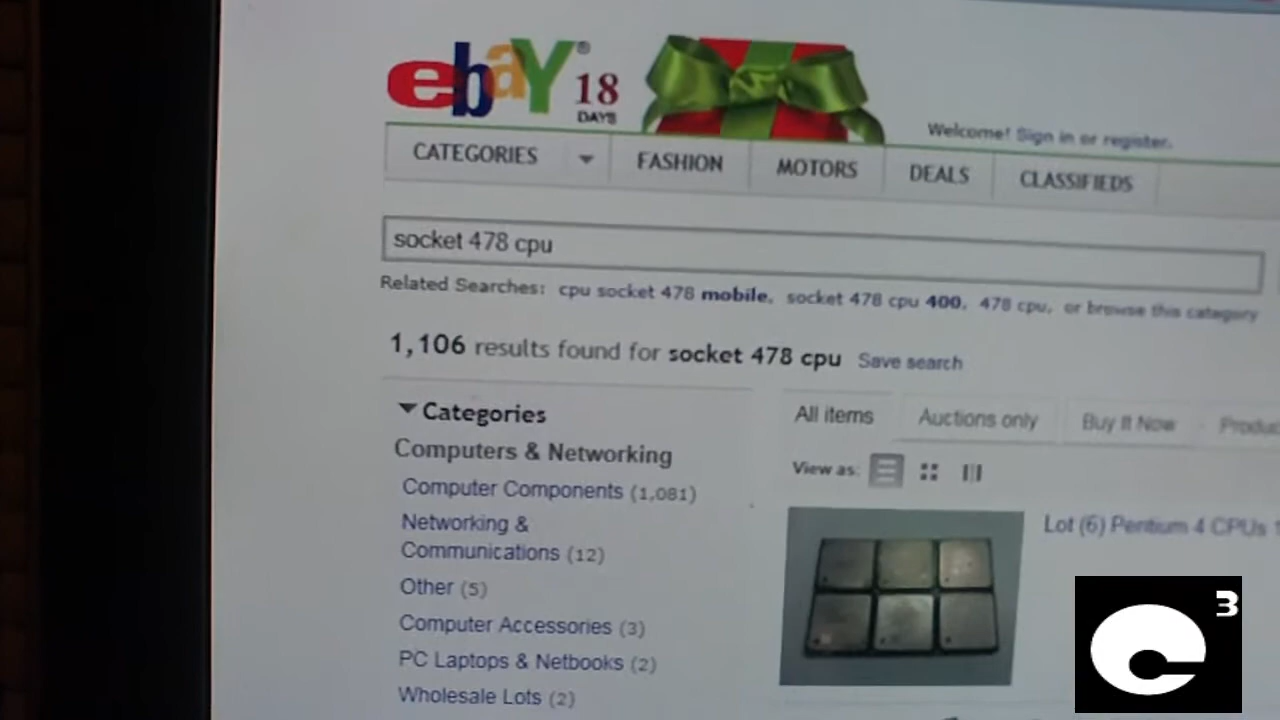 ebaY® 18 DAYS
Welcome! Sign in or register.
CATEGORIES FASHION MOTORS DEALS CLASSIFIEDS
socket 478 cpu
Related Searches: cpu socket 478 mobile, socket 478 cpu 400, 478 cpu, or browse this category
1,106 results found for socket 478 cpu Save search
Categories
Computers & Networking
Computer Components (1,081)
Networking &
Communications (12)
Other (5)
Computer Accessories (3)
PC Laptops & Netbooks (2)
Wholesale Lots (2)
All items Auctions only Buy It Now
View as:
Lot (6) Pentium 4 CPUs
e3